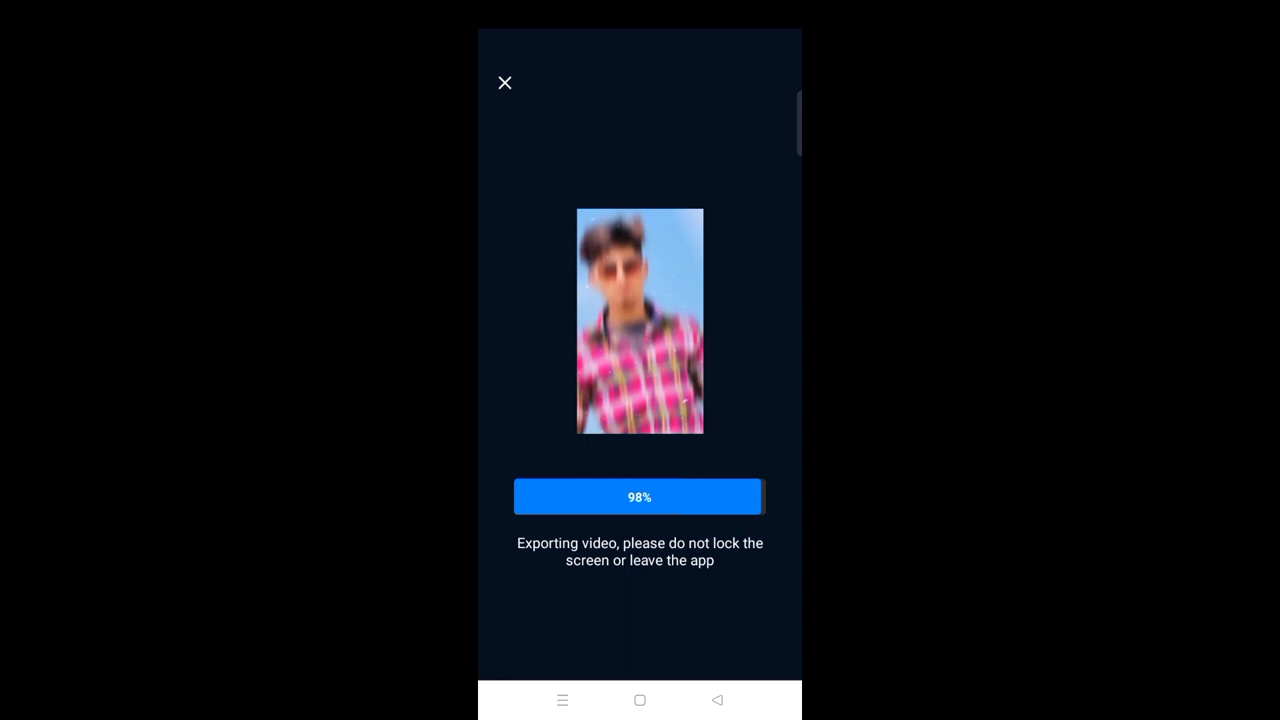 98%
Exporting video, please do not lock the
screen or leave the app